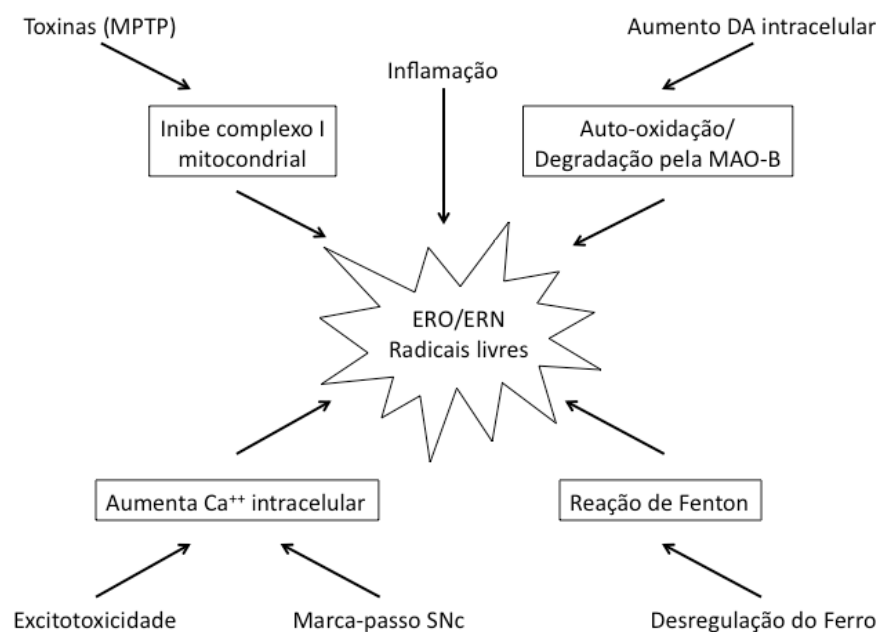 Toxinas (MPTP)
Aumento DA intracelular
Inflamação
Inibe complexo I
mitocondrial
Auto-oxidação/
Degradação pela MAO-B
ERO/ERN
Radicais livres
Aumenta Ca⁺⁺ intracelular
Reação de Fenton
Excitotoxicidade
Marca-passo SNc
Desregulação do Ferro